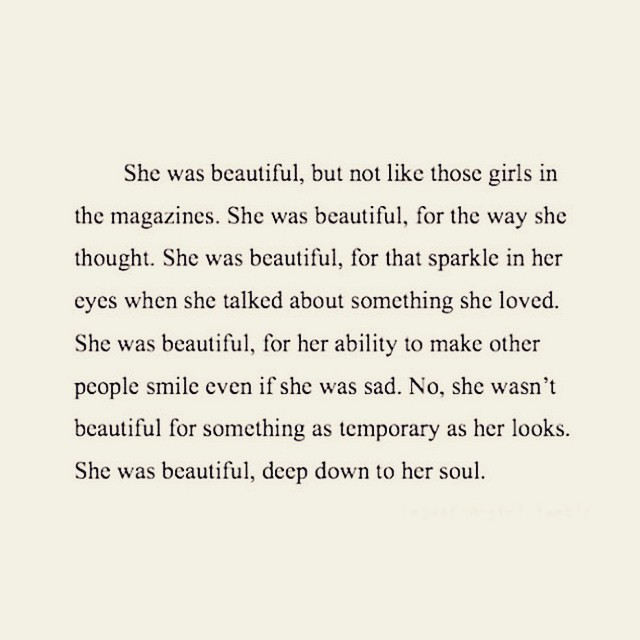 She was beautiful, but not like those girls in
the magazines. She was beautiful, for the way she
thought. She was beautiful, for that sparkle in her
eyes when she talked about something she loved.
She was beautiful, for her ability to make other
people smile even if she was sad. No, she wasn't
beautiful for something as temporary as her looks.
She was beautiful, deep down to her soul.